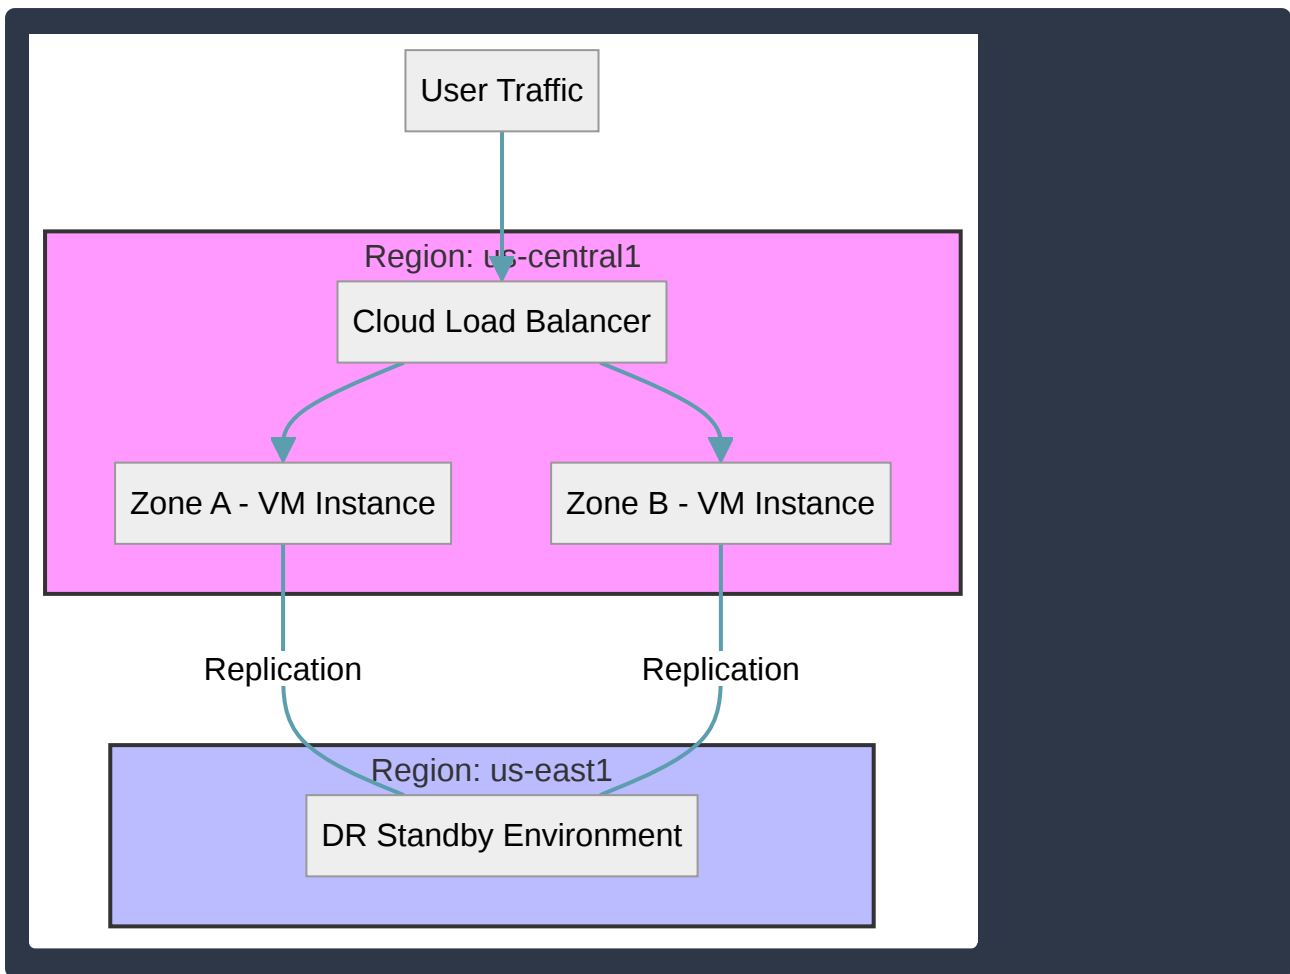 User Traffic
Region: us-central1
Cloud Load Balancer
Zone A - VM Instance
Zone B - VM Instance
Replication
Replication
Region: us-east1
DR Standby Environment